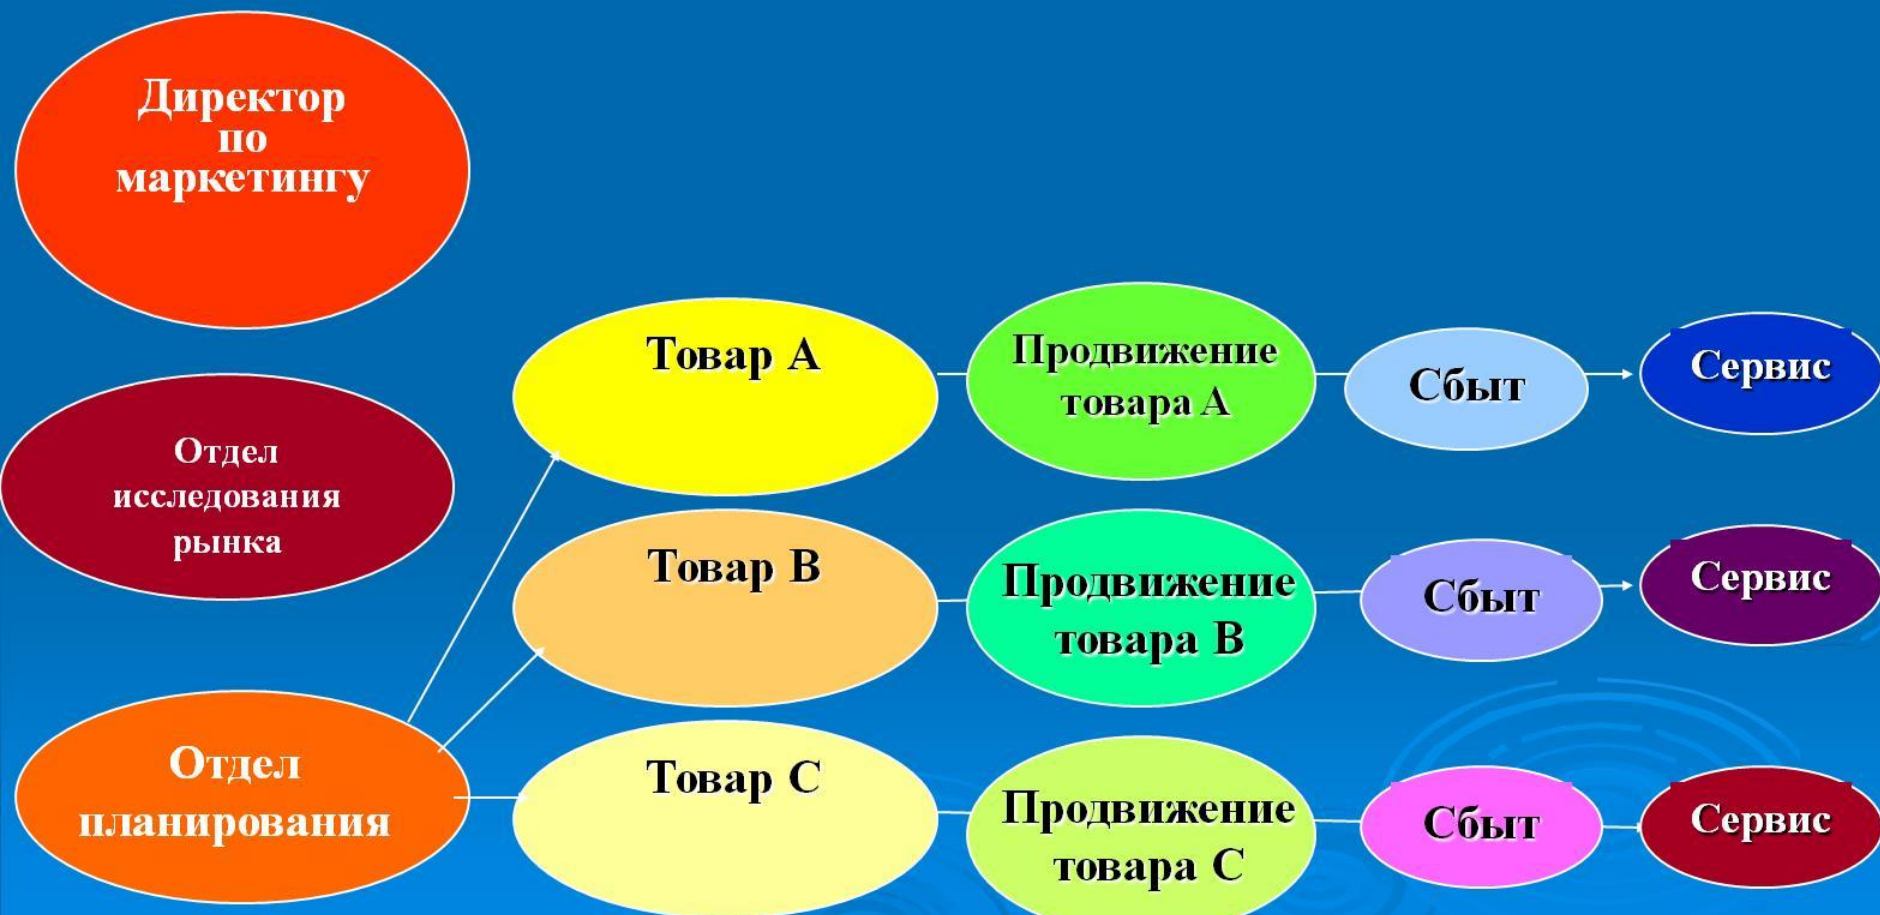 Директор
по
маркетингу
Отдел
исследования
рынка
Отдел
планирования
Товар А
Продвижение
товара А
Сбыт
Сервис
Товар В
Продвижение
товара В
Сбыт
Сервис
Товар С
Продвижение
товара С
Сбыт
Сервис